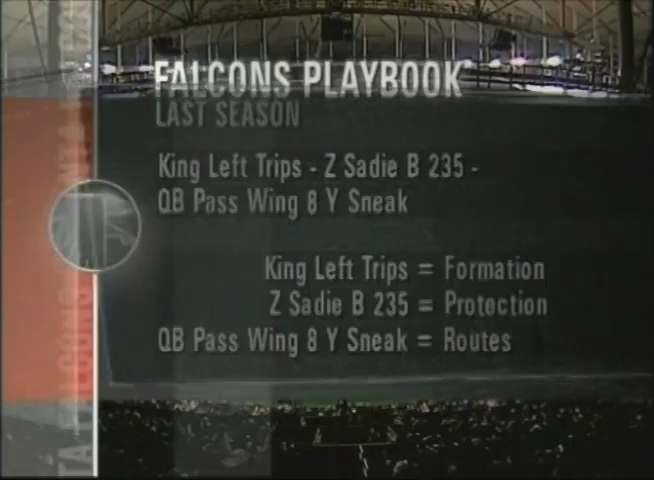 FALCONS PLAYBOOK
LAST SEASON
King Left Trips - Z Sadie B 235 -
QB Pass Wing 8 Y Sneak
King Left Trips = Formation
Z Sadie B 235 = Protection
QB Pass Wing 8 Y Sneak = Routes